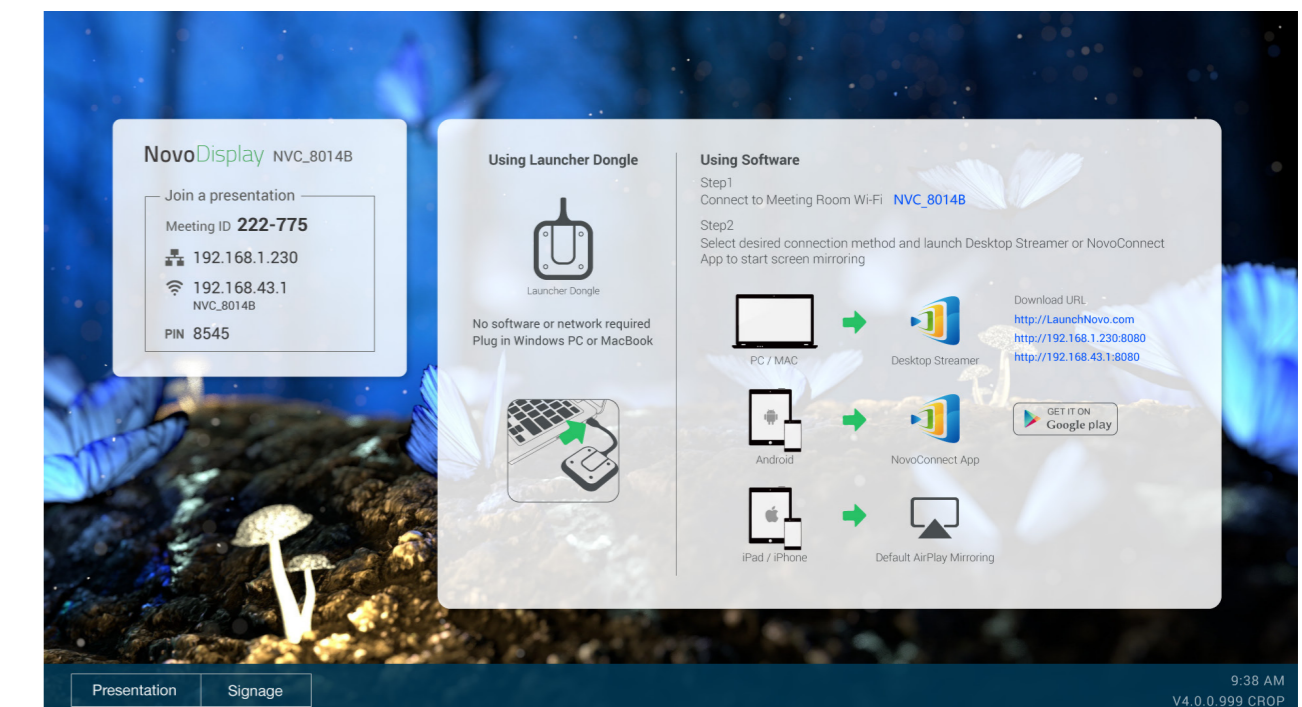 NovoDisplay NVC_8014B
Join a presentation
Meeting ID 222-775
192.168.1.230
192.168.43.1
NVC_8014B
PIN 8545
Using Launcher Dongle
Launcher Dongle
No software or network required
Plug in Windows PC or MacBook
Using Software
Step1
Connect to Meeting Room Wi-Fi NVC_8014B
Step2
Select desired connection method and launch Desktop Streamer or NovoConnect
App to start screen mirroring
PC / MAC
Desktop Streamer
Download URL
http://LaunchNovo.com
http://192.168.1.230:8080
http://192.168.43.1:8080
Android
NovoConnect App
GET IT ON
Google play
iPad / iPhone
Default AirPlay Mirroring
Presentation
Signage
9:38 AM
V4.0.0.999 CROP